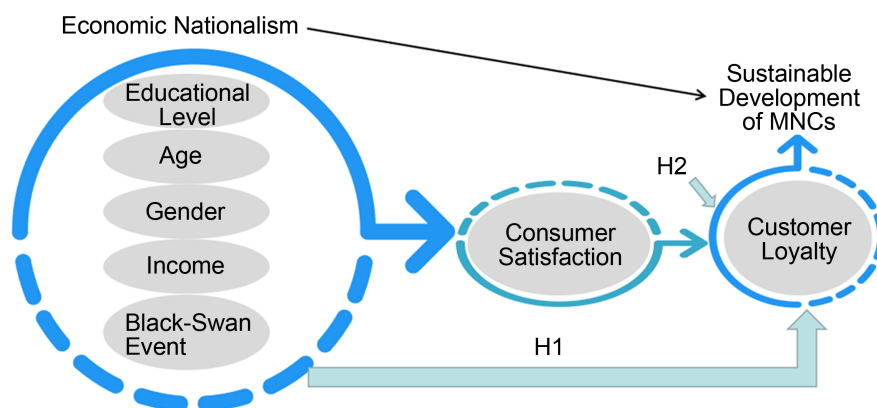 Economic Nationalism
Educational
Level
Age
Gender
Income
Black-Swan
Event
Consumer
Satisfaction
H1
H2
Sustainable
Development
of MNCs
Customer
Loyalty